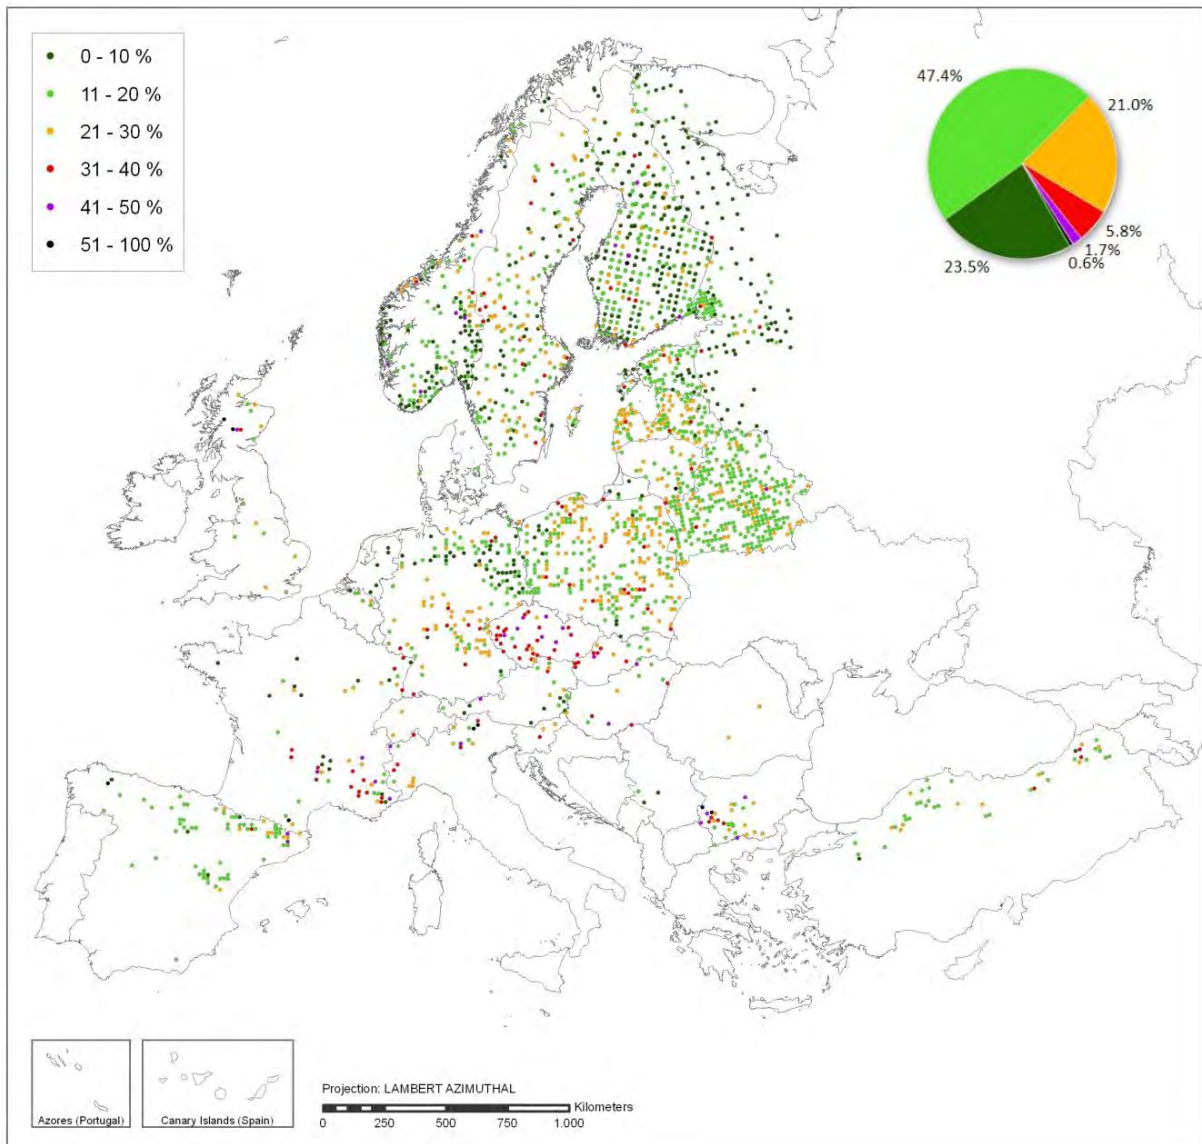 0 - 10 %
11 - 20 %
21 - 30 %
31 - 40 %
41 - 50 %
51 - 100 %
47.4%
21.0%
5.8%
1.7%
0.6%
23.5%
Azores (Portugal)
Canary Islands (Spain)
Projection: LAMBERT AZIMUTHAL
Kilometers
0 250 500 750 1.000